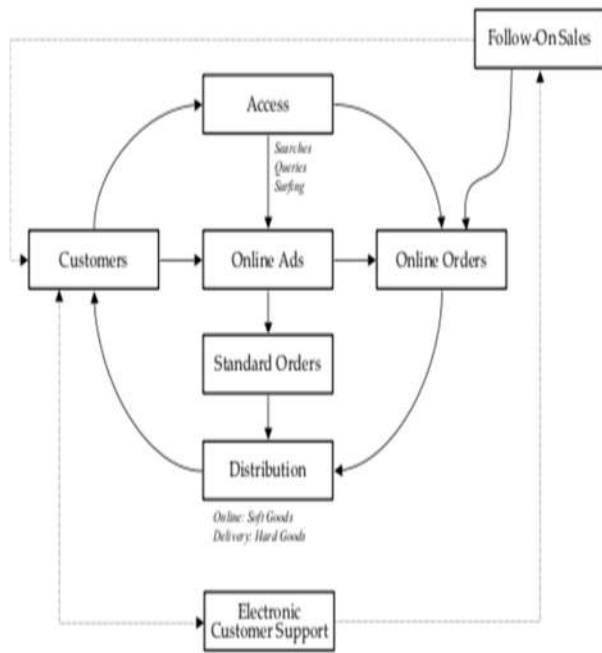 Follow-On Sales
Access
Searches
Queries
Surfing
Customers
Online Ads
Online Orders
Standard Orders
Distribution
Online: Soft Goods
Delivery: Hard Goods
Electronic
Customer Support